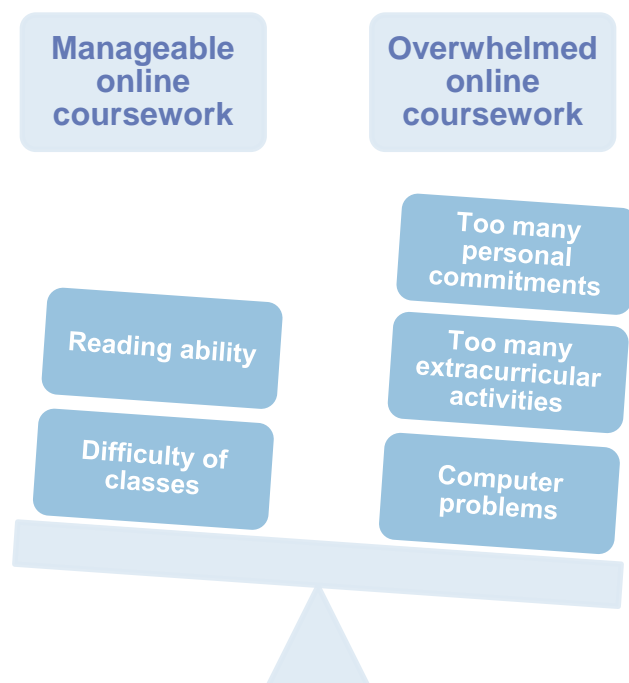 Manageable
online
coursework
Overwhelmed
online
coursework
Too many
personal
commitments
Reading ability
Too many
extracurricular
activities
Difficulty of
classes
Computer
problems